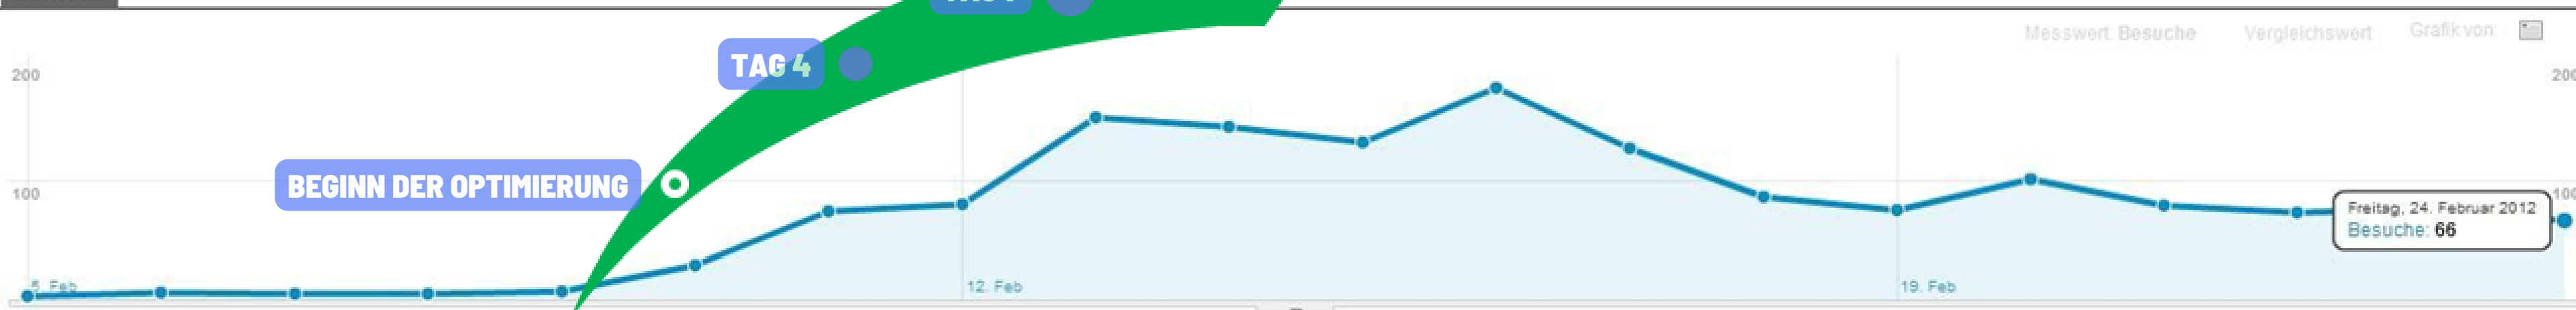 Messwert: Besuche Vergleichswert Grafik von:
TAG 4
200
200
BEGINN DER OPTIMIERUNG
100
100
Freitag, 24. Februar 2012
Besuche: 66
5. Feb
12. Feb
19. Feb